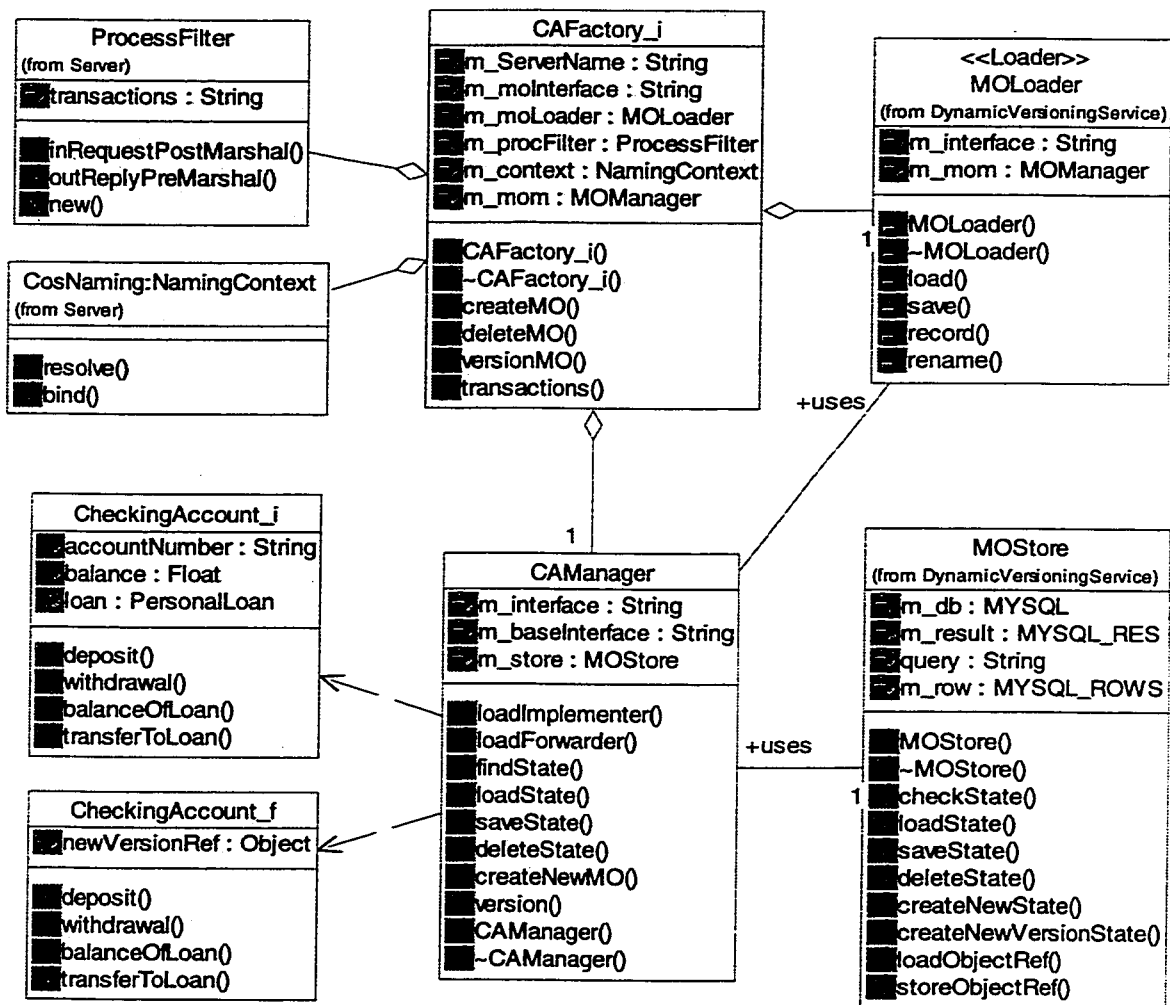 ProcessFilter
(from Server)
transactions : String
inRequestPostMarshal()
outReplyPreMarshal()
new()
CosNaming:NamingContext
(from Server)
resolve()
bind()
CAFactory_i
m_ServerName : String
m_moInterface : String
m_moLoader : MOLoader
m_procFilter : ProcessFilter
m_context : NamingContext
m_mom : MOManager
CAFactory_i()
~CAFactory_i()
createMO()
deleteMO()
versionMO()
transactions()
<<Loader>>
MOLoader
(from DynamicVersioningService)
m_interface : String
m_mom : MOManager
MOLoader()
~MOLoader()
load()
save()
record()
rename()
1
+uses
1
CheckingAccount_i
accountNumber : String
balance : Float
loan : PersonalLoan
deposit()
withdrawal()
balanceOfLoan()
transferToLoan()
CheckingAccount_f
newVersionRef : Object
deposit()
withdrawal()
balanceOfLoan()
transferToLoan()
CAManager
m_interface : String
m_baseInterface : String
m_store : MOStore
loadImplementer()
loadForwarder()
findState()
loadState()
saveState()
deleteState()
createNewMO()
version()
CAManager()
~CAManager()
+uses
1
MOStore
(from DynamicVersioningService)
m_db : MYSQL
m_result : MYSQL_RES
query : String
m_row : MYSQL_ROWS
MOStore()
~MOStore()
checkState()
loadState()
saveState()
deleteState()
createNewState()
createNewVersionState()
loadObjectRef()
storeObjectRef()